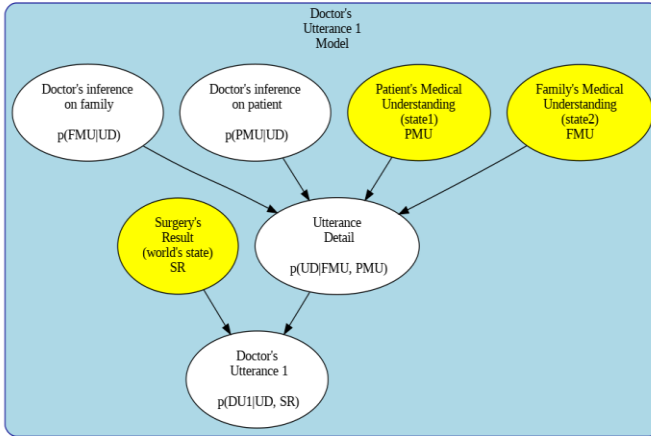 Doctor's
Utterance 1
Model
Doctor's inference
on family
p(FMU|UD)
Doctor's inference
on patient
p(PMU|UD)
Patient's Medical
Understanding
(state1)
PMU
Family's Medical
Understanding
(state2)
FMU
Surgery's
Result
(world's state)
SR
Utterance
Detail
p(UD|FMU, PMU)
Doctor's
Utterance 1
p(DU1|UD, SR)